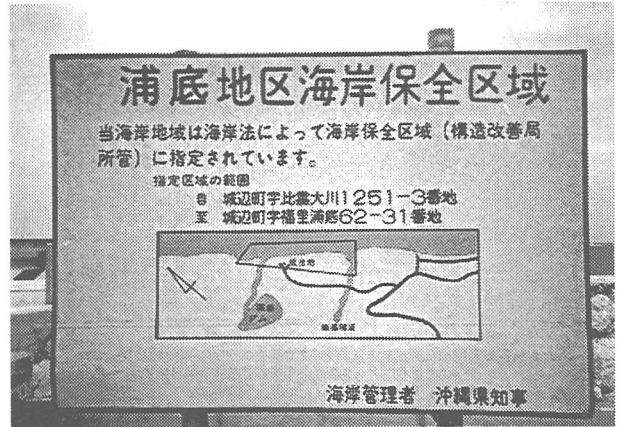 浦底地区海岸保全区域
当海岸地域は海岸法によって海岸保全区域（構造改善局
所管）に指定されています。
指定区域の範囲
自 城辺町字比嘉大川1251-3番地
至 城辺町字福里浦底62-31番地
海岸管理者 沖縄県知事